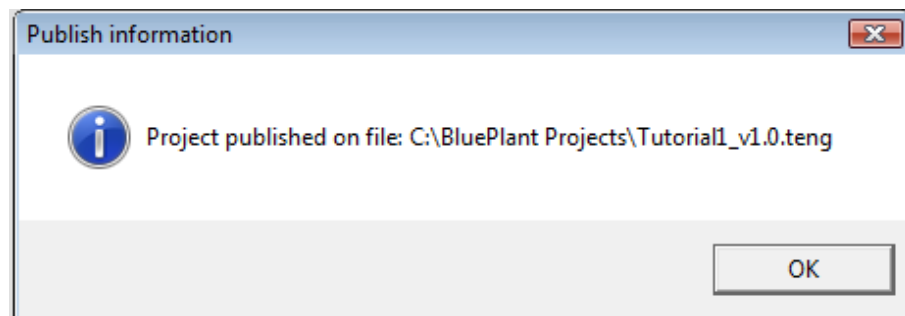 Publish information
Project published on file: C:\BluePlant Projects\Tutorial1_v1.0.teng
OK